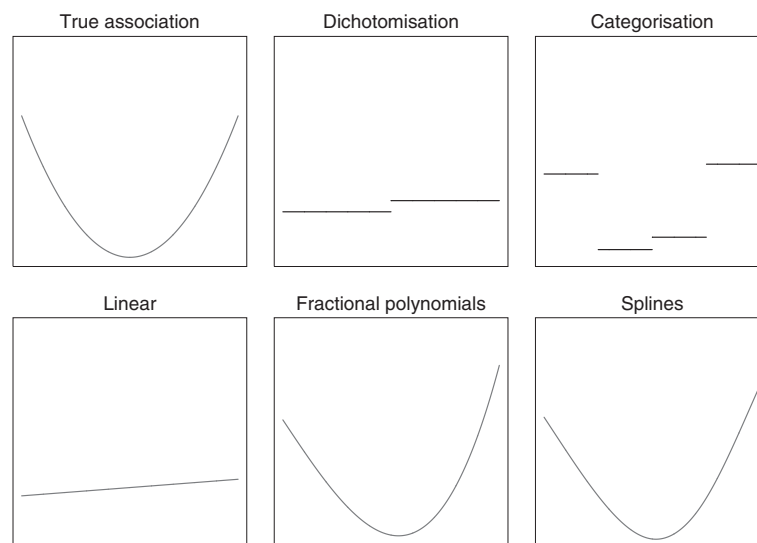 True association
Dichotomisation
Categorisation
Linear
Fractional polynomials
Splines